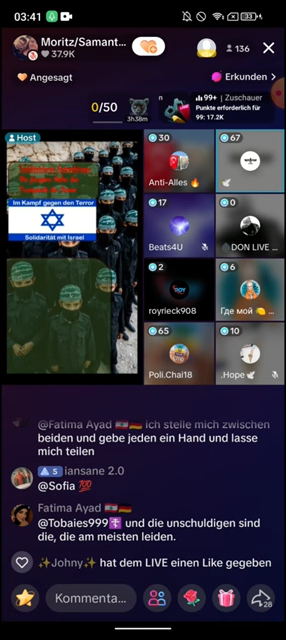 03:41
Moritz/Samant...
37.9K
136
Angesagt
Erkunden >
0/50
3h38m
99+ | Zuschauer
Punkte erforderlich für
99: 17.2K
Host
Im Kampf gegen den Terror
Solidarität mit Israel
30
Anti-Alles 🔥
67
🕊
17
Beats4U
0
DON LIVE ...
2
ROY
royrieck908
6
Где мой 🍋 ...
65
Poli.Chai18
10
.Hope🕊
@Fatima Ayad 🇱🇧🇩🇪 ich stelle mich zwischen
beiden und gebe jeden ein Hand und lasse
mich teilen
5 iansane 2.0
@Sofia 💯
Fatima Ayad 🇱🇧🇩🇪
@Tobaies999✝️ und die unschuldigen sind
die, die am meisten leiden.
✨Johny✨ hat dem LIVE einen Like gegeben
Kommenta...
28